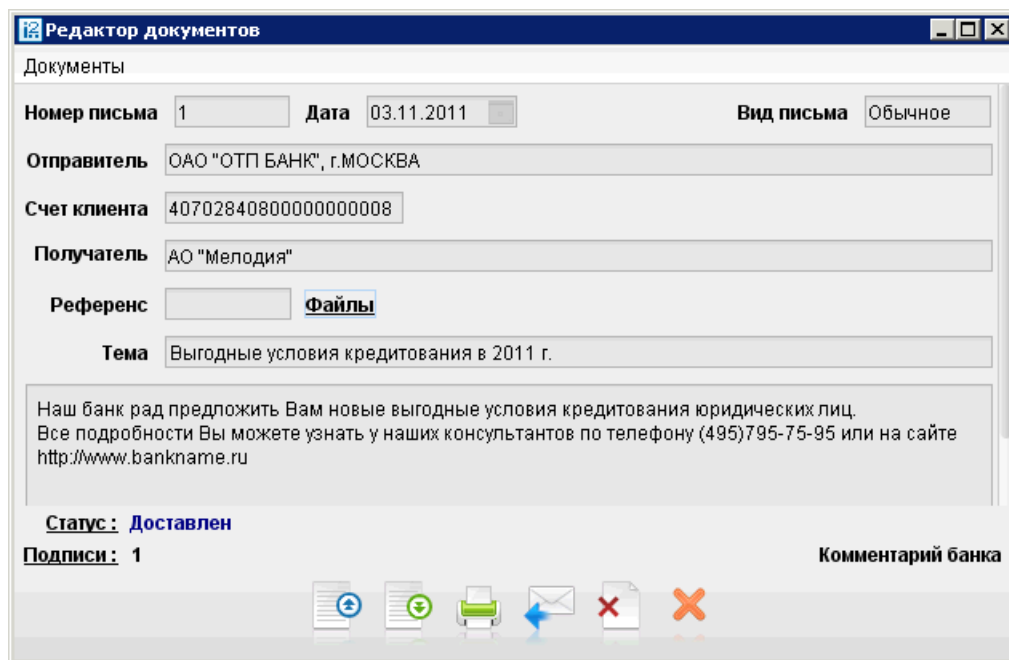 Редактор документов
Документы
Номер письма 1 Дата 03.11.2011 Вид письма Обычное
Отправитель ОАО "ОТП БАНК", г.МОСКВА
Счет клиента 40702840800000000008
Получатель АО "Мелодия"
Референс Файлы
Тема Выгодные условия кредитования в 2011 г.
Наш банк рад предложить Вам новые выгодные условия кредитования юридических лиц.
Все подробности Вы можете узнать у наших консультантов по телефону (495)795-75-95 или на сайте
http://www.bankname.ru
Статус: Доставлен
Подписи: 1 Комментарий банка